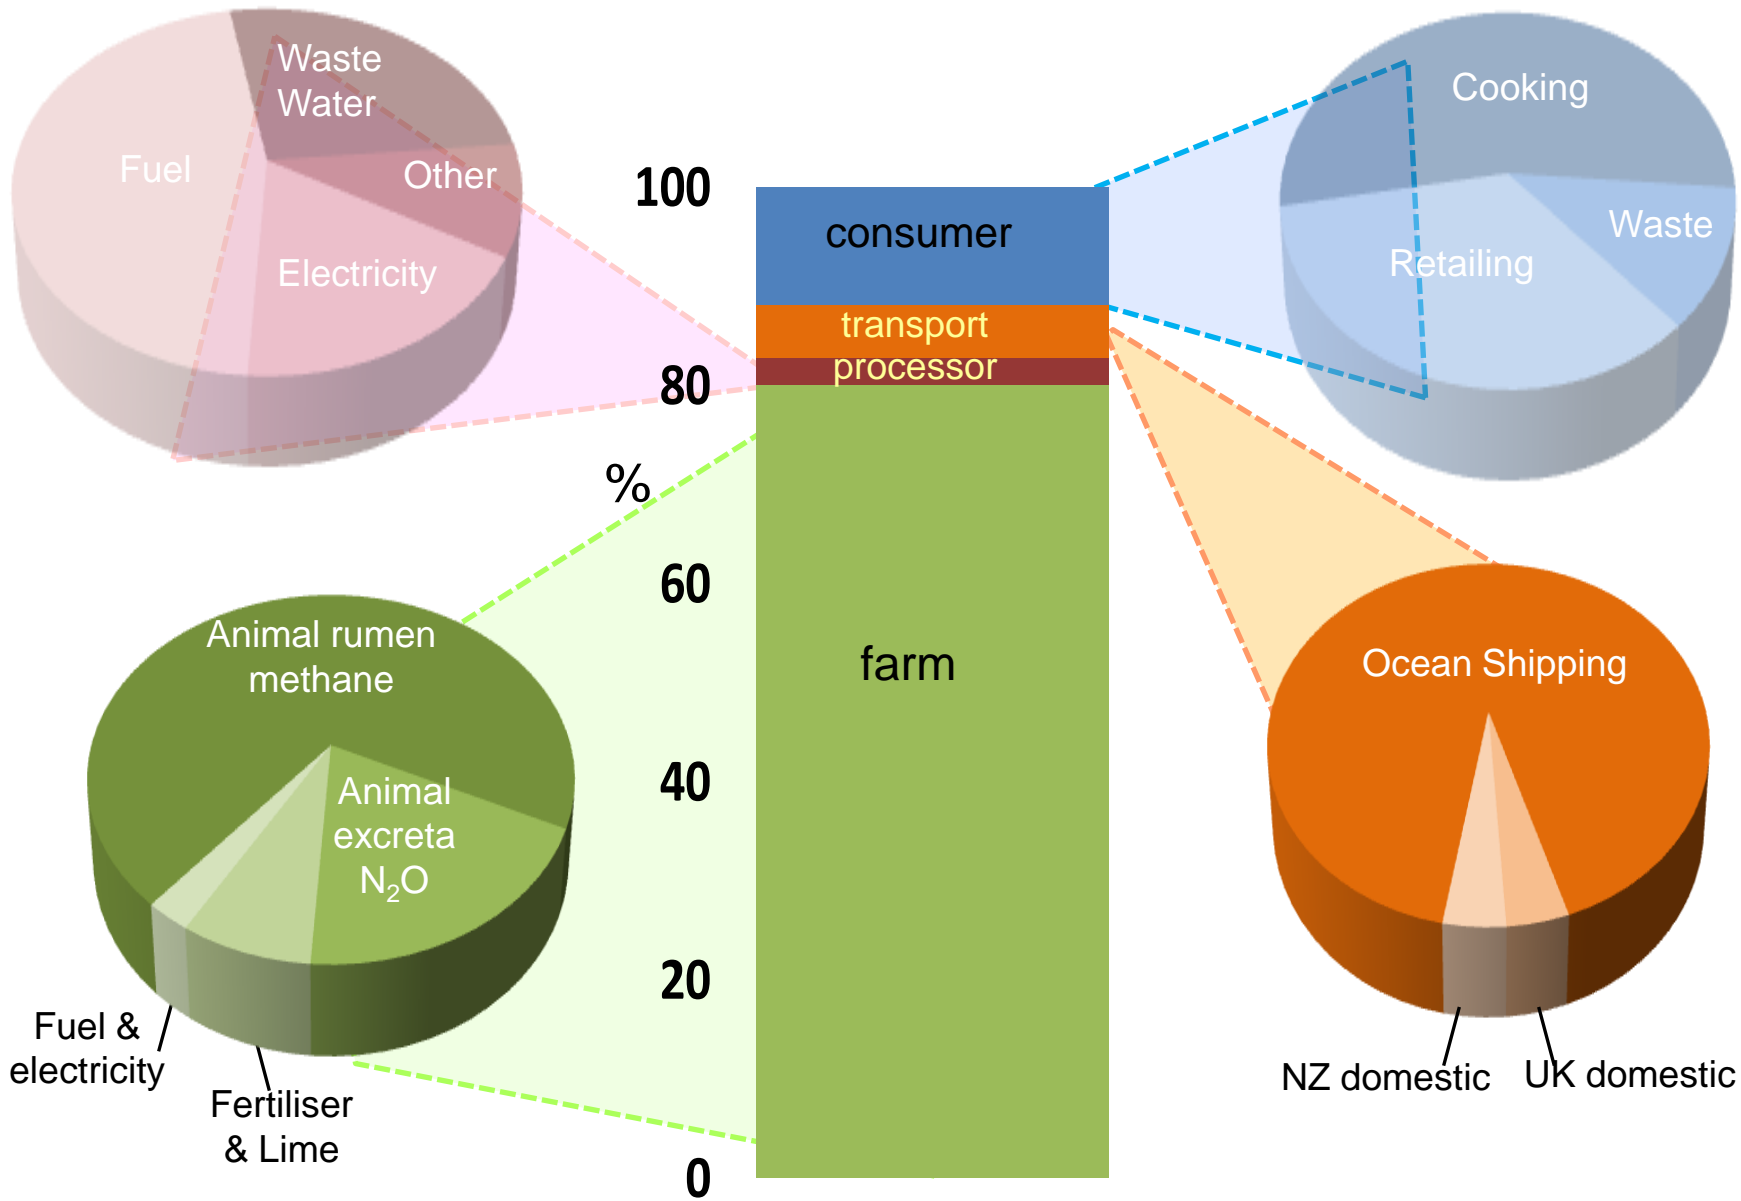 Waste
Water
Fuel
Other
Electricity
Cooking
Waste
Retailing
100
80
%
60
40
20
0
consumer
transport
processor
farm
Animal rumen
methane
Animal
excreta
N₂O
Fuel &
electricity
Fertiliser
& Lime
Ocean Shipping
NZ domestic
UK domestic